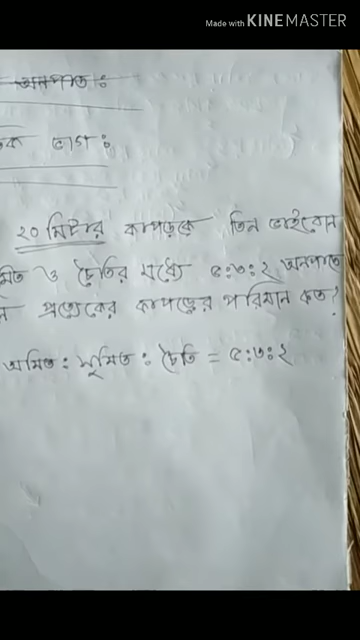 Made with KINEMASTER
অনুপাত :
ভাগ :
২০ মিটার কাপড়কে তিন ভাইবোন
ও চৈতির মধ্যে ৫:৩:২ অনুপাতে
প্রত্যেকের কাপড়ের পরিমান কত?
অমিত : সুমিত : চৈতি = ৫:৩:২